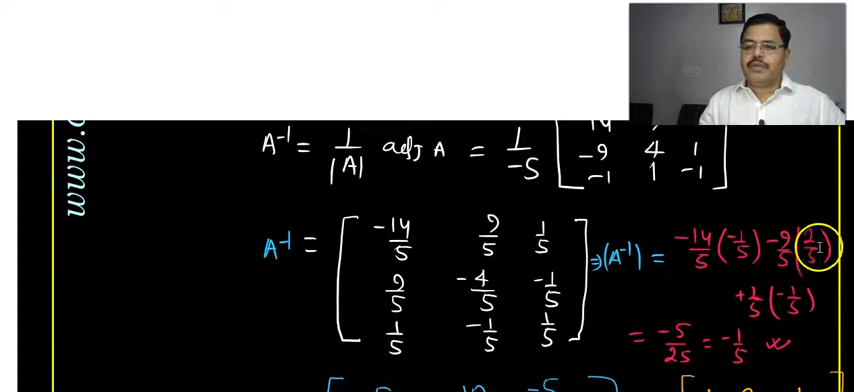 www.c
A⁻¹ = 1/|A| adj A = 1/-5 [ -9 4 1
-1 1 -1 ]
A⁻¹ = [ -14/5 9/5 1/5
9/5 -4/5 -1/5
1/5 -1/5 1/5 ]
⇒ (A⁻¹) = -14/5 (-1/5) - 9/5 (2/5)
+ 1/5 (-1/5)
= -5/25 = -1/5